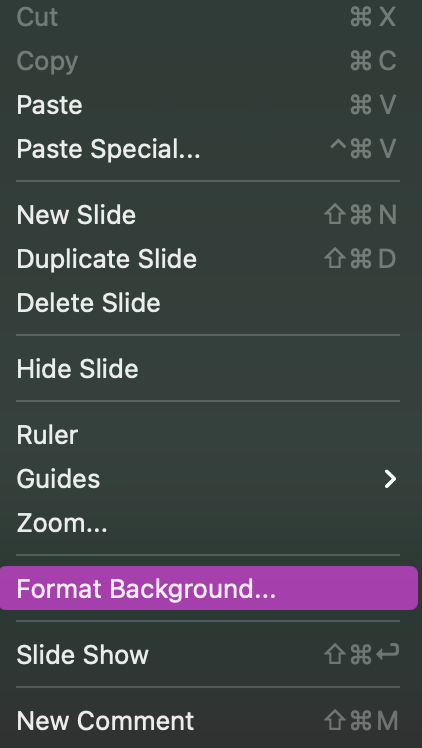 Cut ⌘ X
Copy ⌘ C
Paste ⌘ V
Paste Special... ^⌘ V
New Slide ⇧⌘ N
Duplicate Slide ⇧⌘ D
Delete Slide
Hide Slide
Ruler
Guides
Zoom...
Format Background...
Slide Show ⇧⌘↩
New Comment ⇧⌘ M